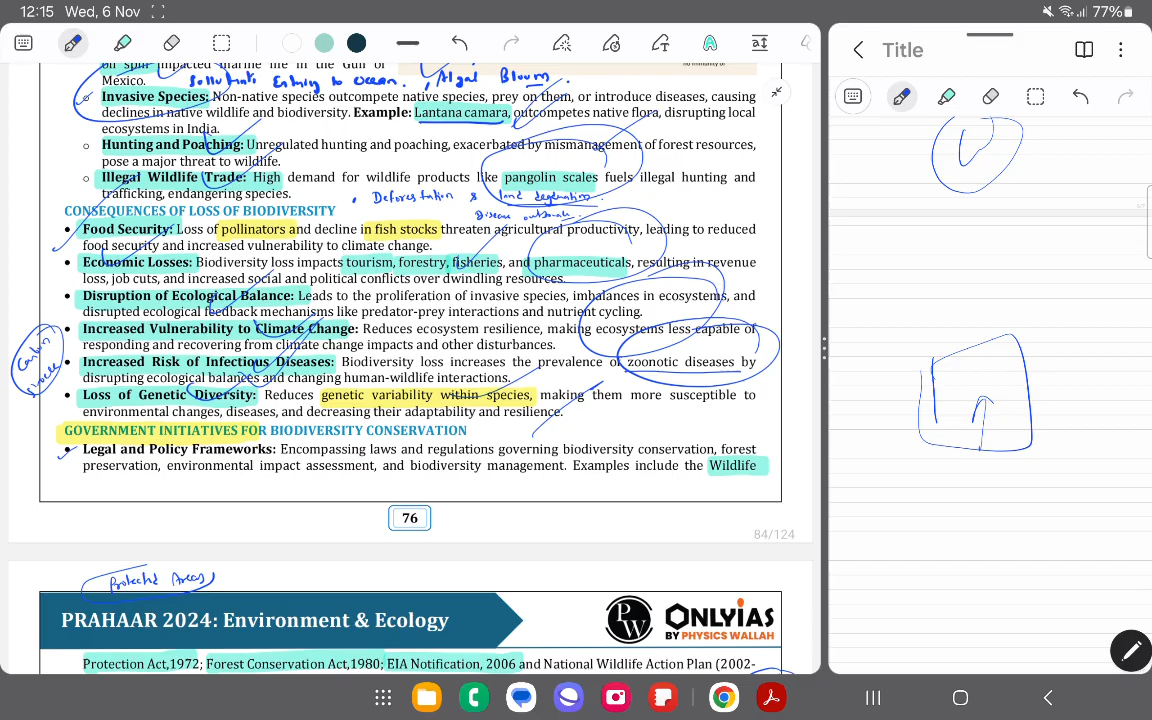 12:15 Wed, 6 Nov
77%
Title
on spill impacted marine life in the Gulf of
Mexico.
Pollutants Entering to ocean. , Algal Bloom.
Invasive Species: Non-native species outcompete native species, prey on them, or introduce diseases, causing
declines in native wildlife and biodiversity. Example: Lantana camara, outcompetes native flora, disrupting local
ecosystems in India.
Hunting and Poaching: Unregulated hunting and poaching, exacerbated by mismanagement of forest resources,
pose a major threat to wildlife.
Illegal Wildlife Trade: High demand for wildlife products like pangolin scales fuels illegal hunting and
trafficking, endangering species.
• Deforestation & land degradation.
CONSEQUENCES OF LOSS OF BIODIVERSITY
Disease
• Food Security: Loss of pollinators and decline in fish stocks threaten agricultural productivity, leading to reduced
food security and increased vulnerability to climate change.
• Economic Losses: Biodiversity loss impacts tourism, forestry, fisheries, and pharmaceuticals, resulting in revenue
loss, job cuts, and increased social and political conflicts over dwindling resources.
• Disruption of Ecological Balance: Leads to the proliferation of invasive species, imbalances in ecosystems, and
disrupted ecological feedback mechanisms like predator-prey interactions and nutrient cycling.
• Increased Vulnerability to Climate Change: Reduces ecosystem resilience, making ecosystems less capable of
responding and recovering from climate change impacts and other disturbances.
Carbon
• Increased Risk of Infectious Diseases: Biodiversity loss increases the prevalence of zoonotic diseases by
disrupting ecological balances and changing human-wildlife interactions.
• Loss of Genetic Diversity: Reduces genetic variability within species, making them more susceptible to
environmental changes, diseases, and decreasing their adaptability and resilience.
GOVERNMENT INITIATIVES FOR BIODIVERSITY CONSERVATION
• Legal and Policy Frameworks: Encompassing laws and regulations governing biodiversity conservation, forest
preservation, environmental impact assessment, and biodiversity management. Examples include the Wildlife
76
84/124
Protected Areas
PRAHAAR 2024: Environment & Ecology
PW
ONLYIAS
BY PHYSICS WALLAH
Protection Act,1972; Forest Conservation Act,1980; EIA Notification, 2006 and National Wildlife Action Plan (2002-